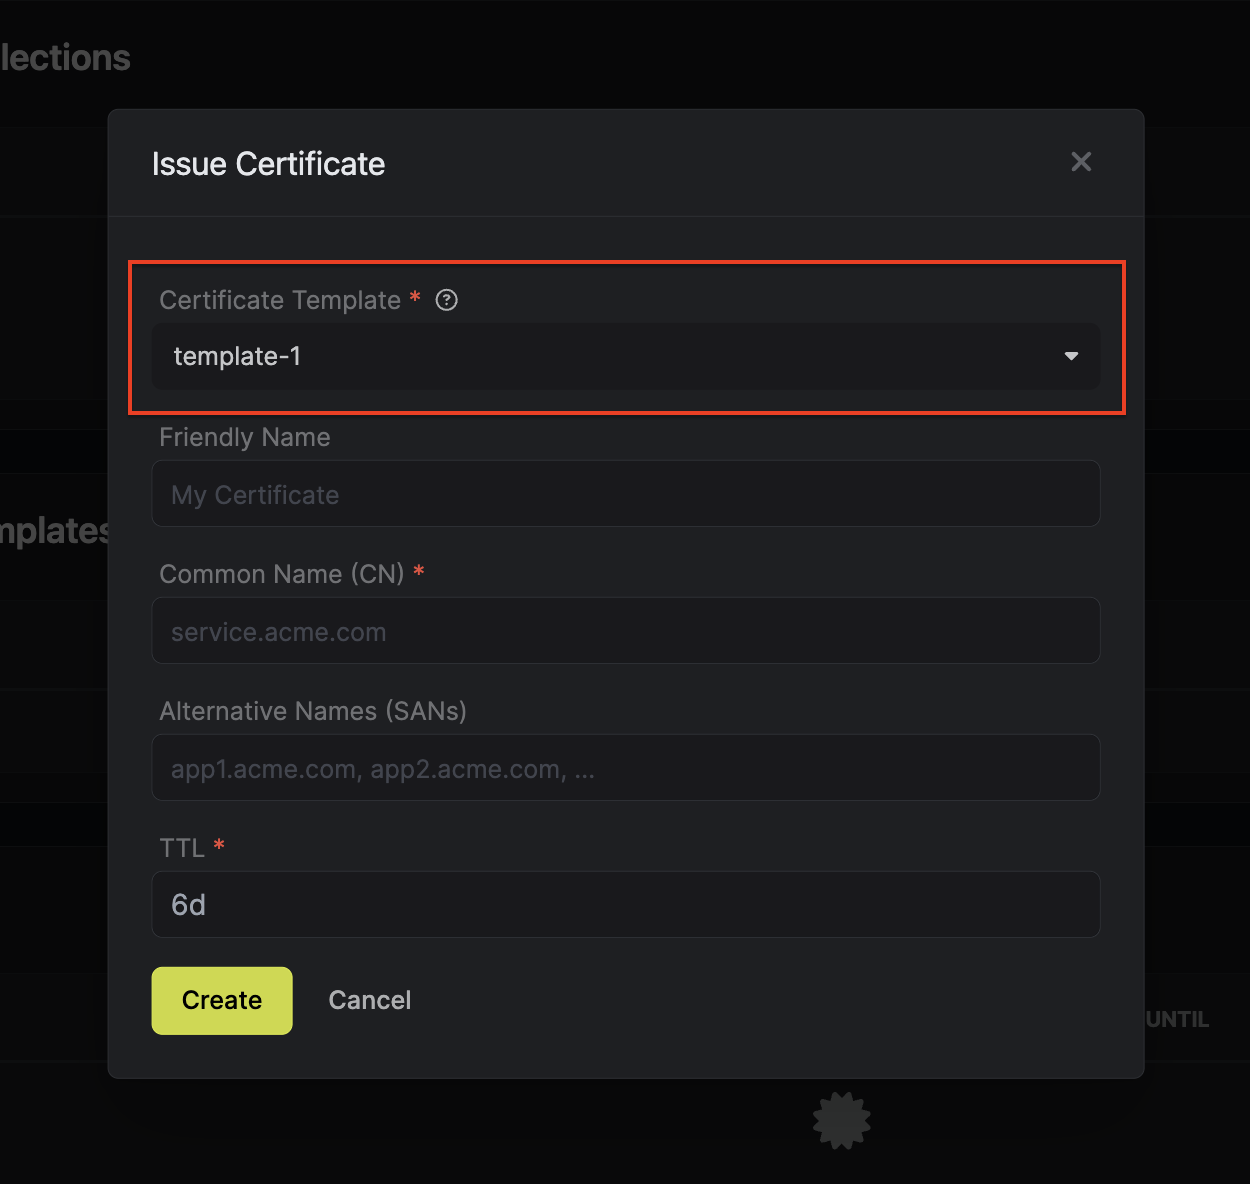 lections
Issue Certificate
Certificate Template *
template-1
Friendly Name
My Certificate
mplates
Common Name (CN) *
service.acme.com
Alternative Names (SANs)
app1.acme.com, app2.acme.com, ...
TTL *
6d
Create Cancel
UNTIL